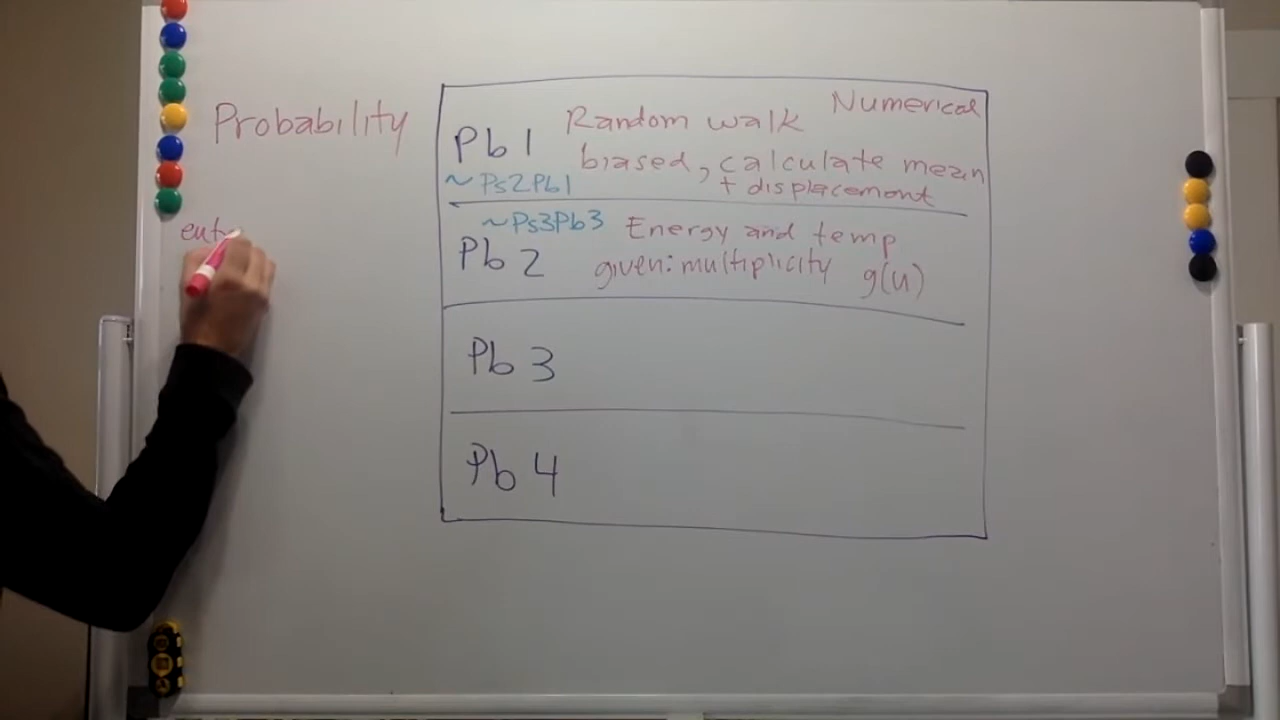 Probability
Numerical
Pb 1 Random walk
biased, calculate mean
~ Ps2Pb1 + displacement
~Ps3Pb3 Energy and temp
Pb 2 given: multiplicity g(u)
Pb 3
Pb 4